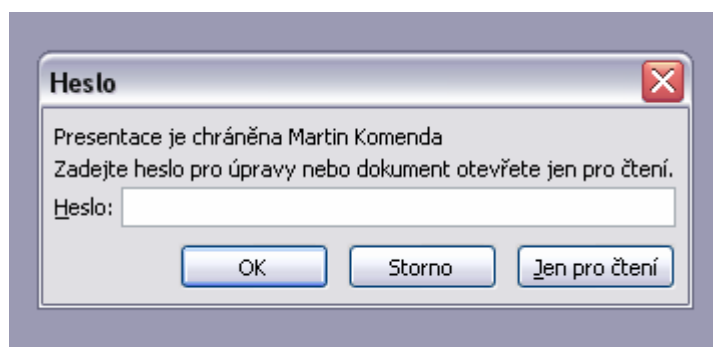 Heslo
Presentace je chráněna Martin Komenda
Zadejte heslo pro úpravy nebo dokument otevřete jen pro čtení.
Heslo:
OK Storno Jen pro čtení